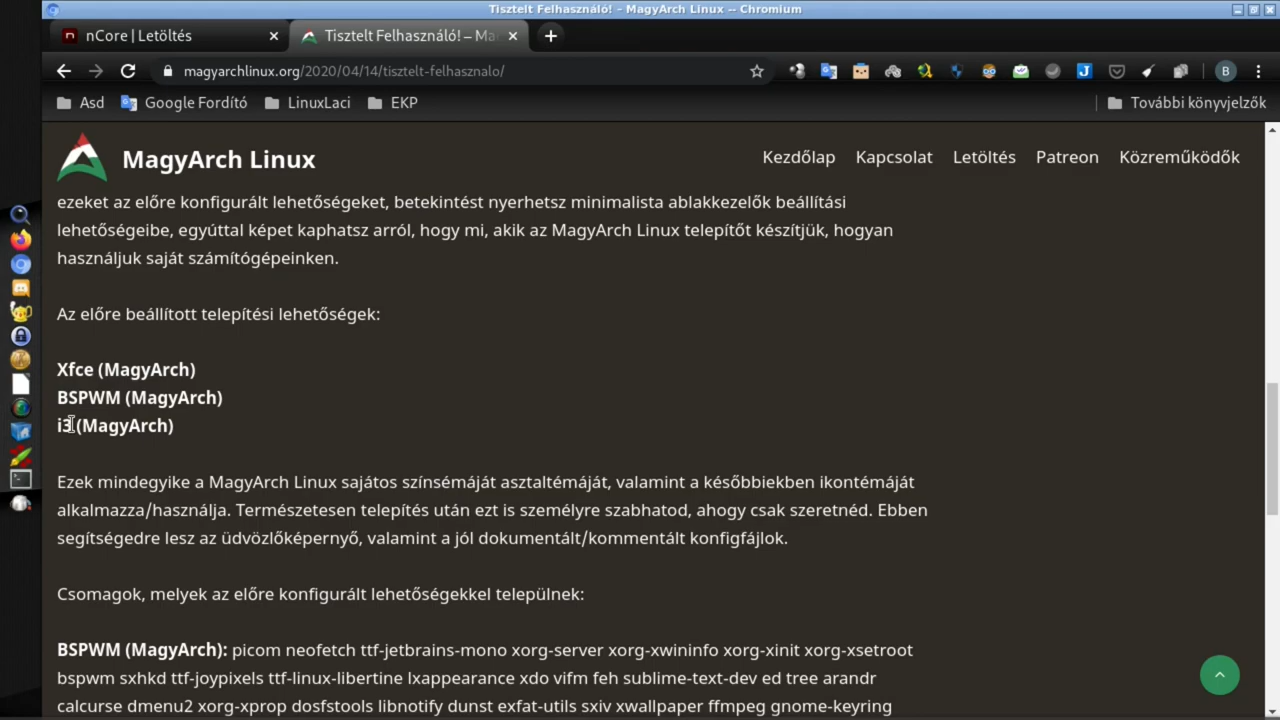 Tisztelt Felhasználó! - MagyArch Linux -- Chromium
nCore | Letöltés
Tisztelt Felhasználó! – Ma
magyarchlinux.org/2020/04/14/tisztelt-felhasznalo/
B
Asd
Google Fordító
LinuxLaci
EKP
További könyvjelzők
MagyArch Linux
Kezdőlap Kapcsolat Letöltés Patreon Közreműködők
ezeket az előre konfigurált lehetőségeket, betekintést nyerhetsz minimalista ablakkezelők beállítási
lehetőségeibe, egyúttal képet kaphatsz arról, hogy mi, akik az MagyArch Linux telepítőt készítjük, hogyan
használjuk saját számítógépeinken.
Az előre beállított telepítési lehetőségek:
Xfce (MagyArch)
BSPWM (MagyArch)
i3 (MagyArch)
Ezek mindegyike a MagyArch Linux sajátos színsémáját asztaltémáját, valamint a későbbiekben ikontémáját
alkalmazza/használja. Természetesen telepítés után ezt is személyre szabhatod, ahogy csak szeretnéd. Ebben
segítségedre lesz az üdvözlőképernyő, valamint a jól dokumentált/kommentált konfigfájlok.
Csomagok, melyek az előre konfigurált lehetőségekkel települnek:
BSPWM (MagyArch): picom neofetch ttf-jetbrains-mono xorg-server xorg-xwininfo xorg-xinit xorg-xsetroot
bspwm sxhkd ttf-joypixels ttf-linux-libertine lxappearance xdo vifm feh sublime-text-dev ed tree arandr
calcurse dmenu2 xorg-xprop dosfstools libnotify dunst exfat-utils sxiv xwallpaper ffmpeg gnome-keyring